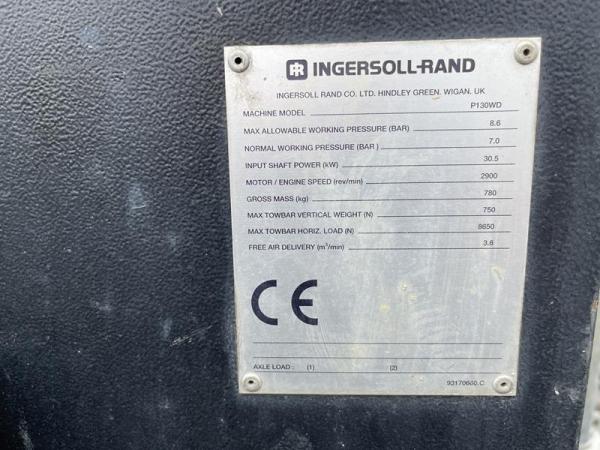 IR INGERSOLL-RAND
INGERSOLL RAND CO. LTD. HINDLEY GREEN. WIGAN. UK
MACHINE MODEL P130WD
MAX ALLOWABLE WORKING PRESSURE (BAR) 8.6
NORMAL WORKING PRESSURE (BAR) 7.0
INPUT SHAFT POWER (kW) 30.5
MOTOR / ENGINE SPEED (rev/min) 2900
GROSS MASS (kg) 780
MAX TOWBAR VERTICAL WEIGHT (N) 750
MAX TOWBAR HORIZ. LOAD (N) 8650
FREE AIR DELIVERY (m³/min) 3.6
CE
AXLE LOAD : (1) (2)